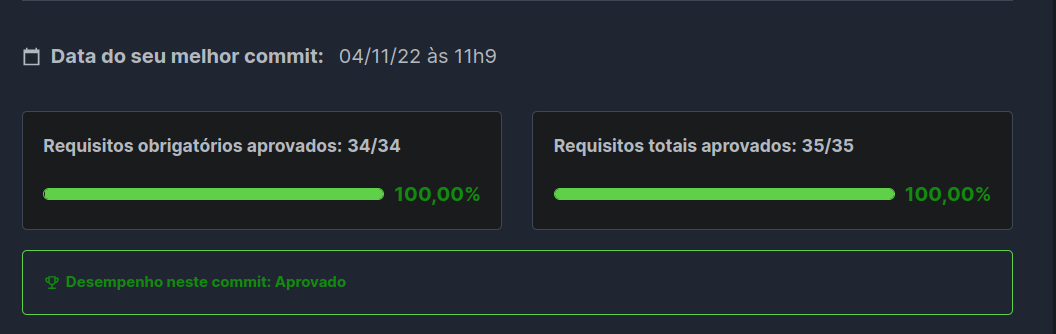 Data do seu melhor commit: 04/11/22 às 11h9
Requisitos obrigatórios aprovados: 34/34
100,00%
Requisitos totais aprovados: 35/35
100,00%
Desempenho neste commit: Aprovado